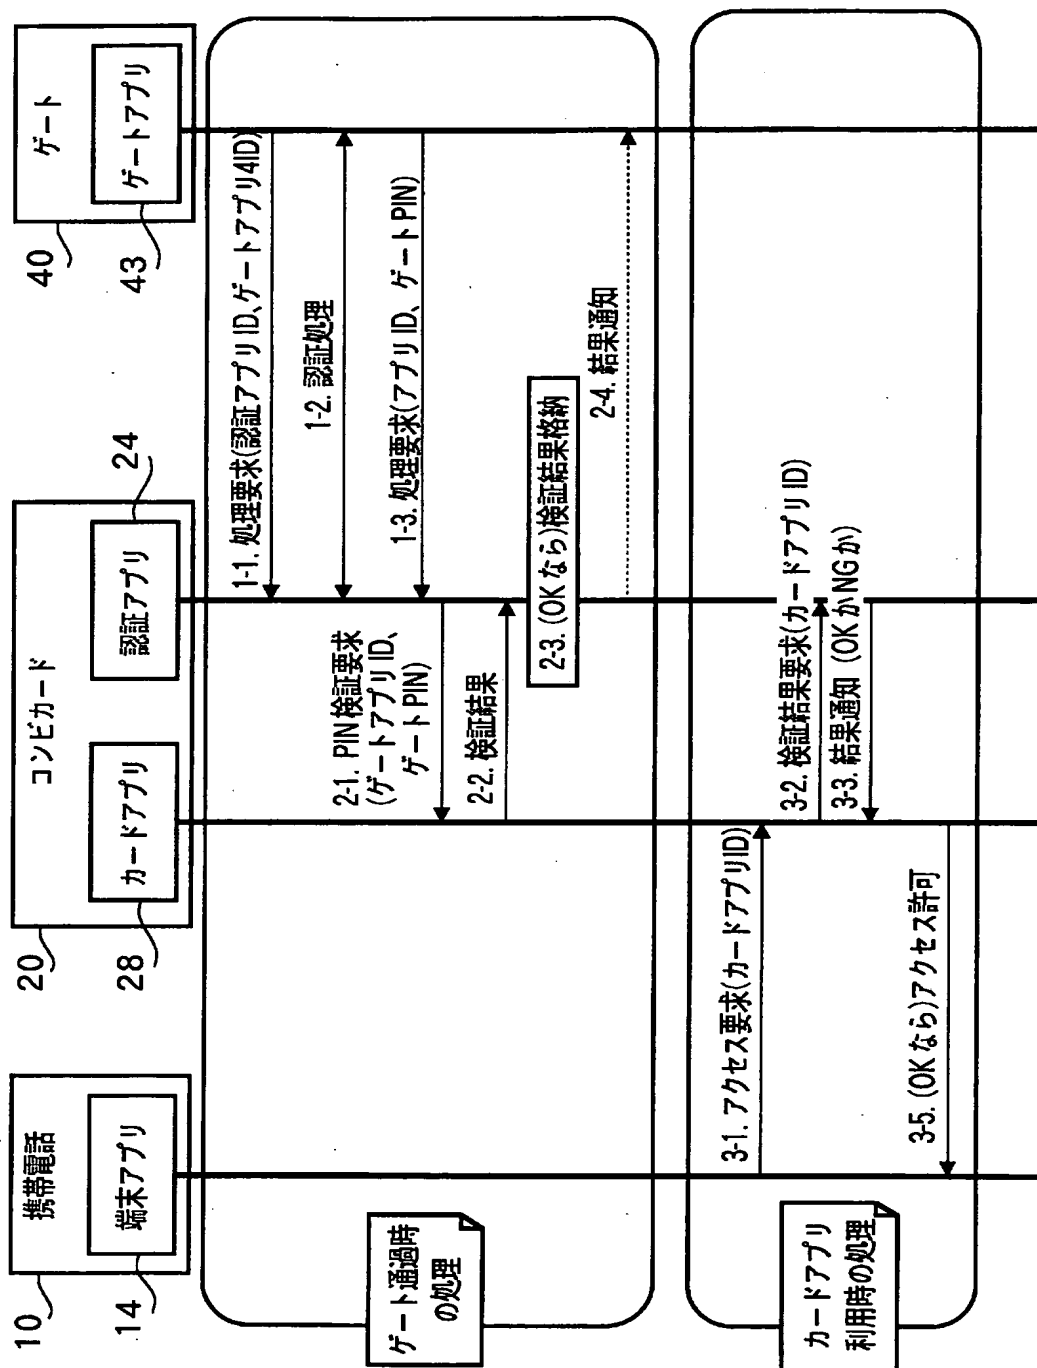 10
携帯電話
端末アプリ
14
20
コンビカード
カードアプリ
28
認証アプリ
24
40
ゲート
ゲートアプリ
43
ゲート通過時
の処理
1-1. 処理要求(認証アプリID、ゲートアプリ4ID)
1-2. 認証処理
1-3. 処理要求(アプリID、ゲートPIN)
2-1. PIN検証要求
(ゲートアプリID、
ゲートPIN)
2-2. 検証結果
2-3. (OKなら)検証結果格納
2-4. 結果通知
カードアプリ
利用時の処理
3-1. アクセス要求(カードアプリID)
3-2. 検証結果要求(カードアプリID)
3-3. 結果通知 (OKかNGか)
3-5. (OKなら)アクセス許可